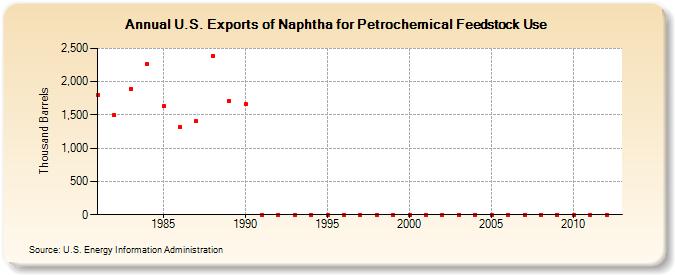 Annual U.S. Exports of Naphtha for Petrochemical Feedstock Use
Thousand Barrels
2,500
2,000
1,500
1,000
500
0
1985 1990 1995 2000 2005 2010
Source: U.S. Energy Information Administration